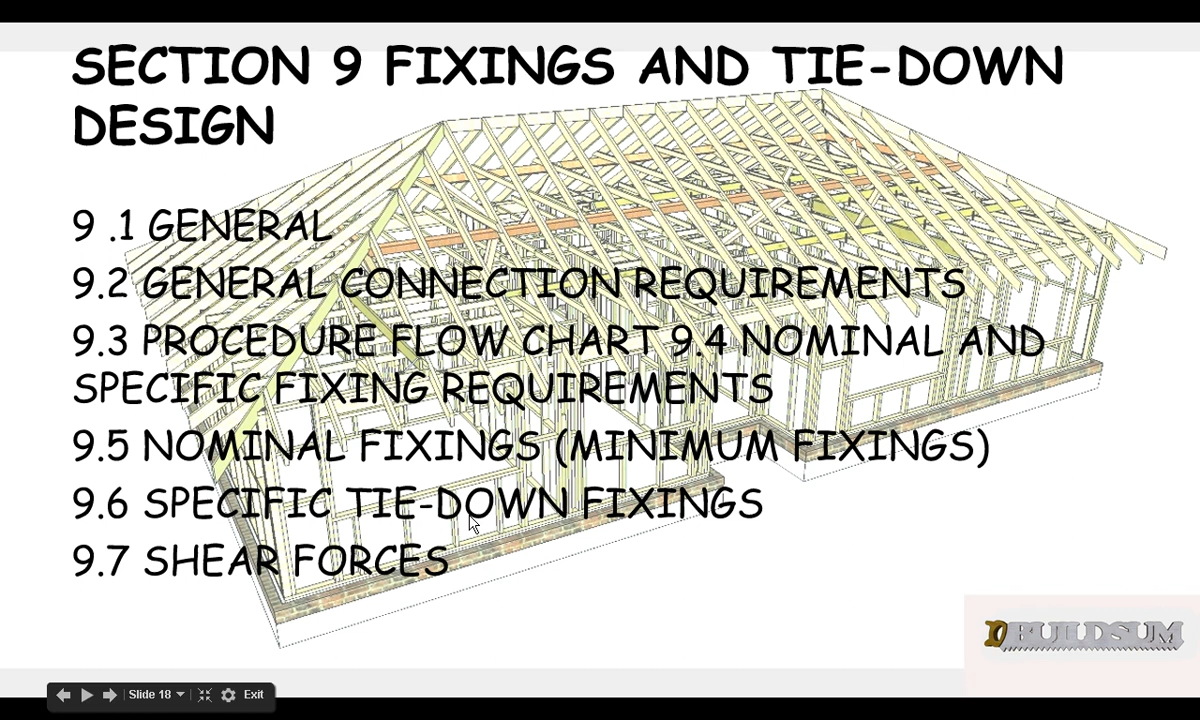 SECTION 9 FIXINGS AND TIE-DOWN
DESIGN
9 .1 GENERAL
9.2 GENERAL CONNECTION REQUIREMENTS
9.3 PROCEDURE FLOW CHART 9.4 NOMINAL AND
SPECIFIC FIXING REQUIREMENTS
9.5 NOMINAL FIXINGS (MINIMUM FIXINGS)
9.6 SPECIFIC TIE-DOWN FIXINGS
9.7 SHEAR FORCES
BUILDSUM
Slide 18
Exit